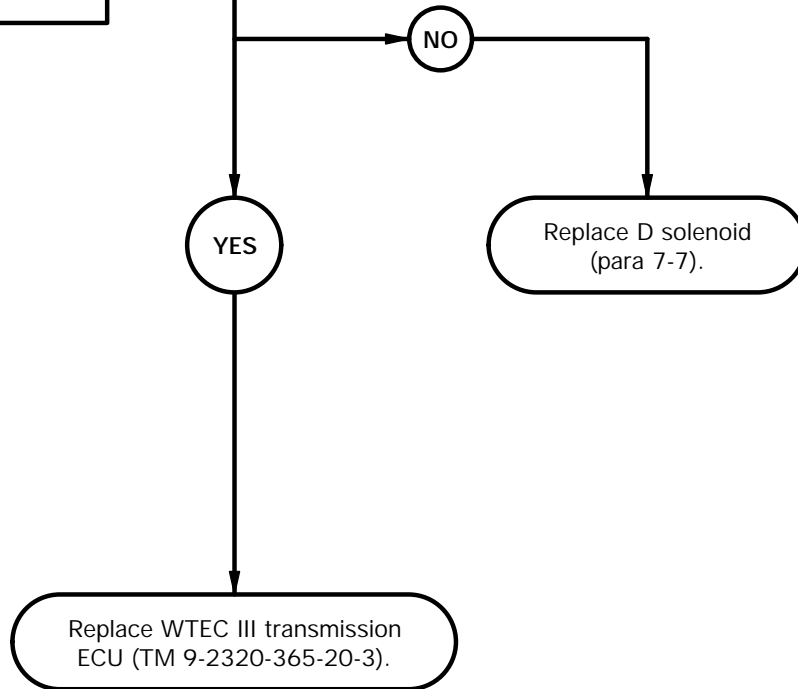 NO
YES
Replace D solenoid
(para 7-7).
Replace WTEC III transmission
ECU (TM 9-2320-365-20-3).